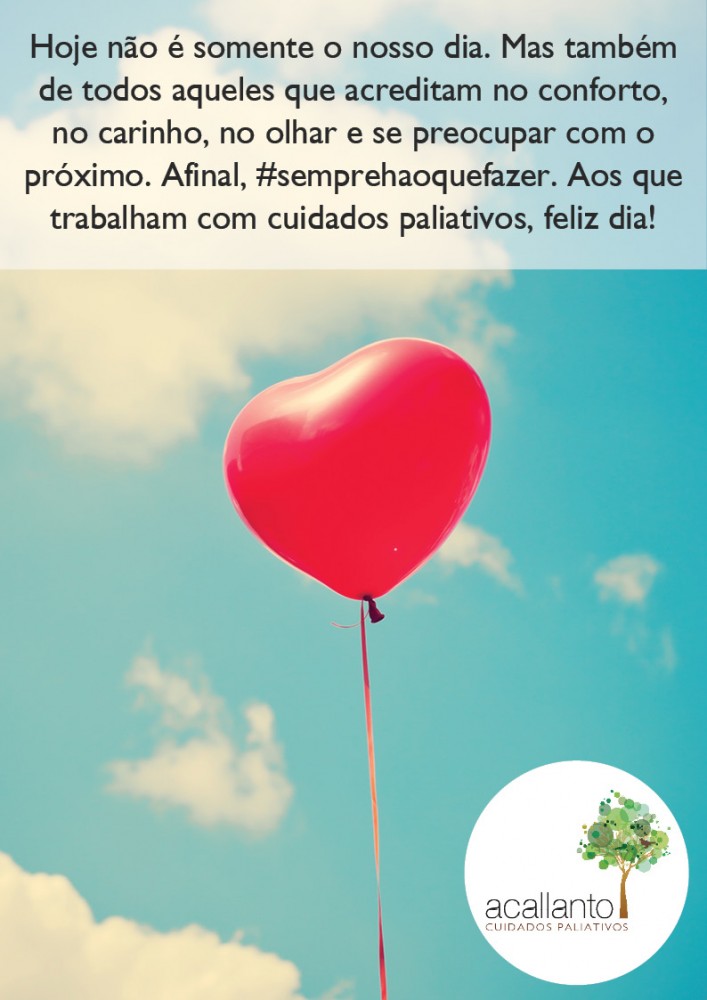 Hoje não é somente o nosso dia. Mas também
de todos aqueles que acreditam no conforto,
no carinho, no olhar e se preocupar com o
próximo. Afinal, #semprehaoquefazer. Aos que
trabalham com cuidados paliativos, feliz dia!
acallanto
CUIDADOS PALIATIVOS